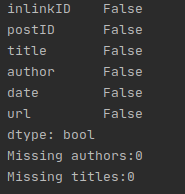 inlinkID    False
postID      False
title       False
author      False
date        False
url         False
dtype: bool
Missing authors:0
Missing titles:0